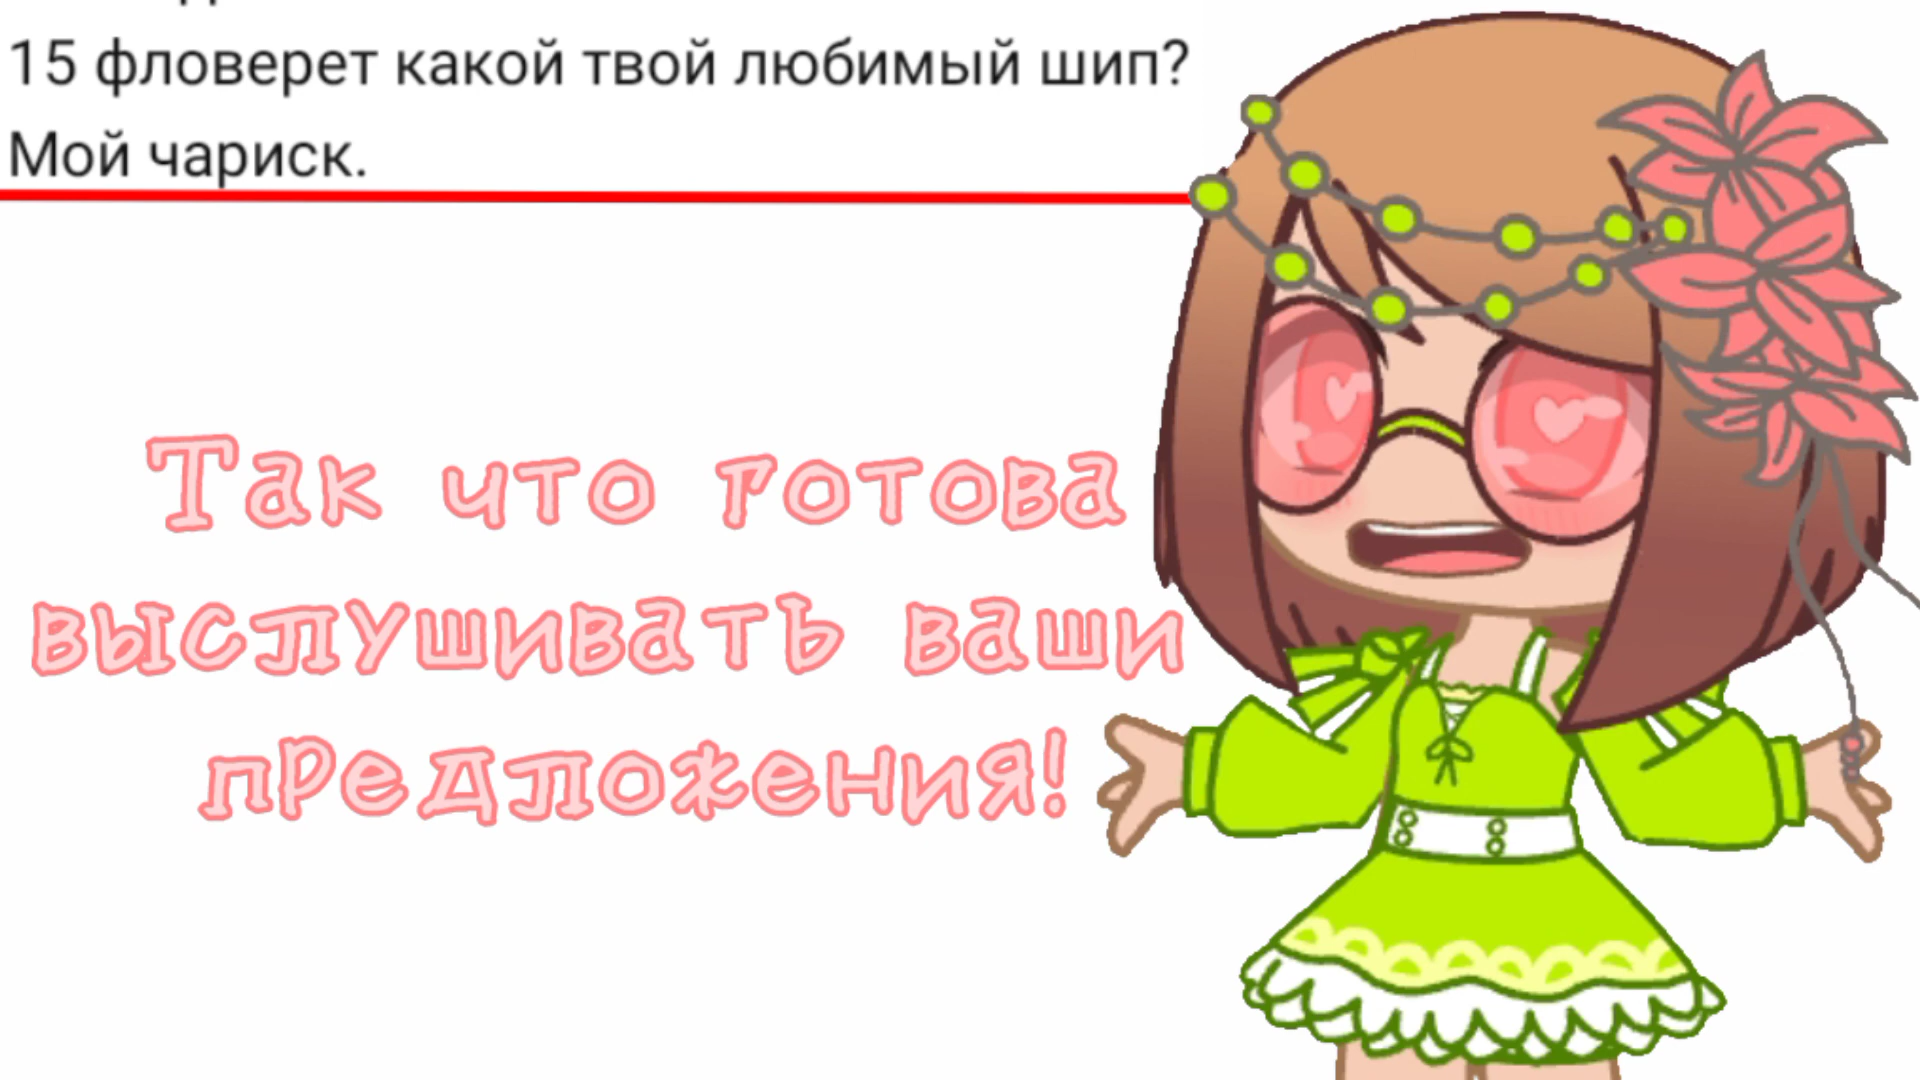 15 фловерет какой твой любимый шип?
Мой чариск.
Так что готова
выслушивать ваши
предложения!